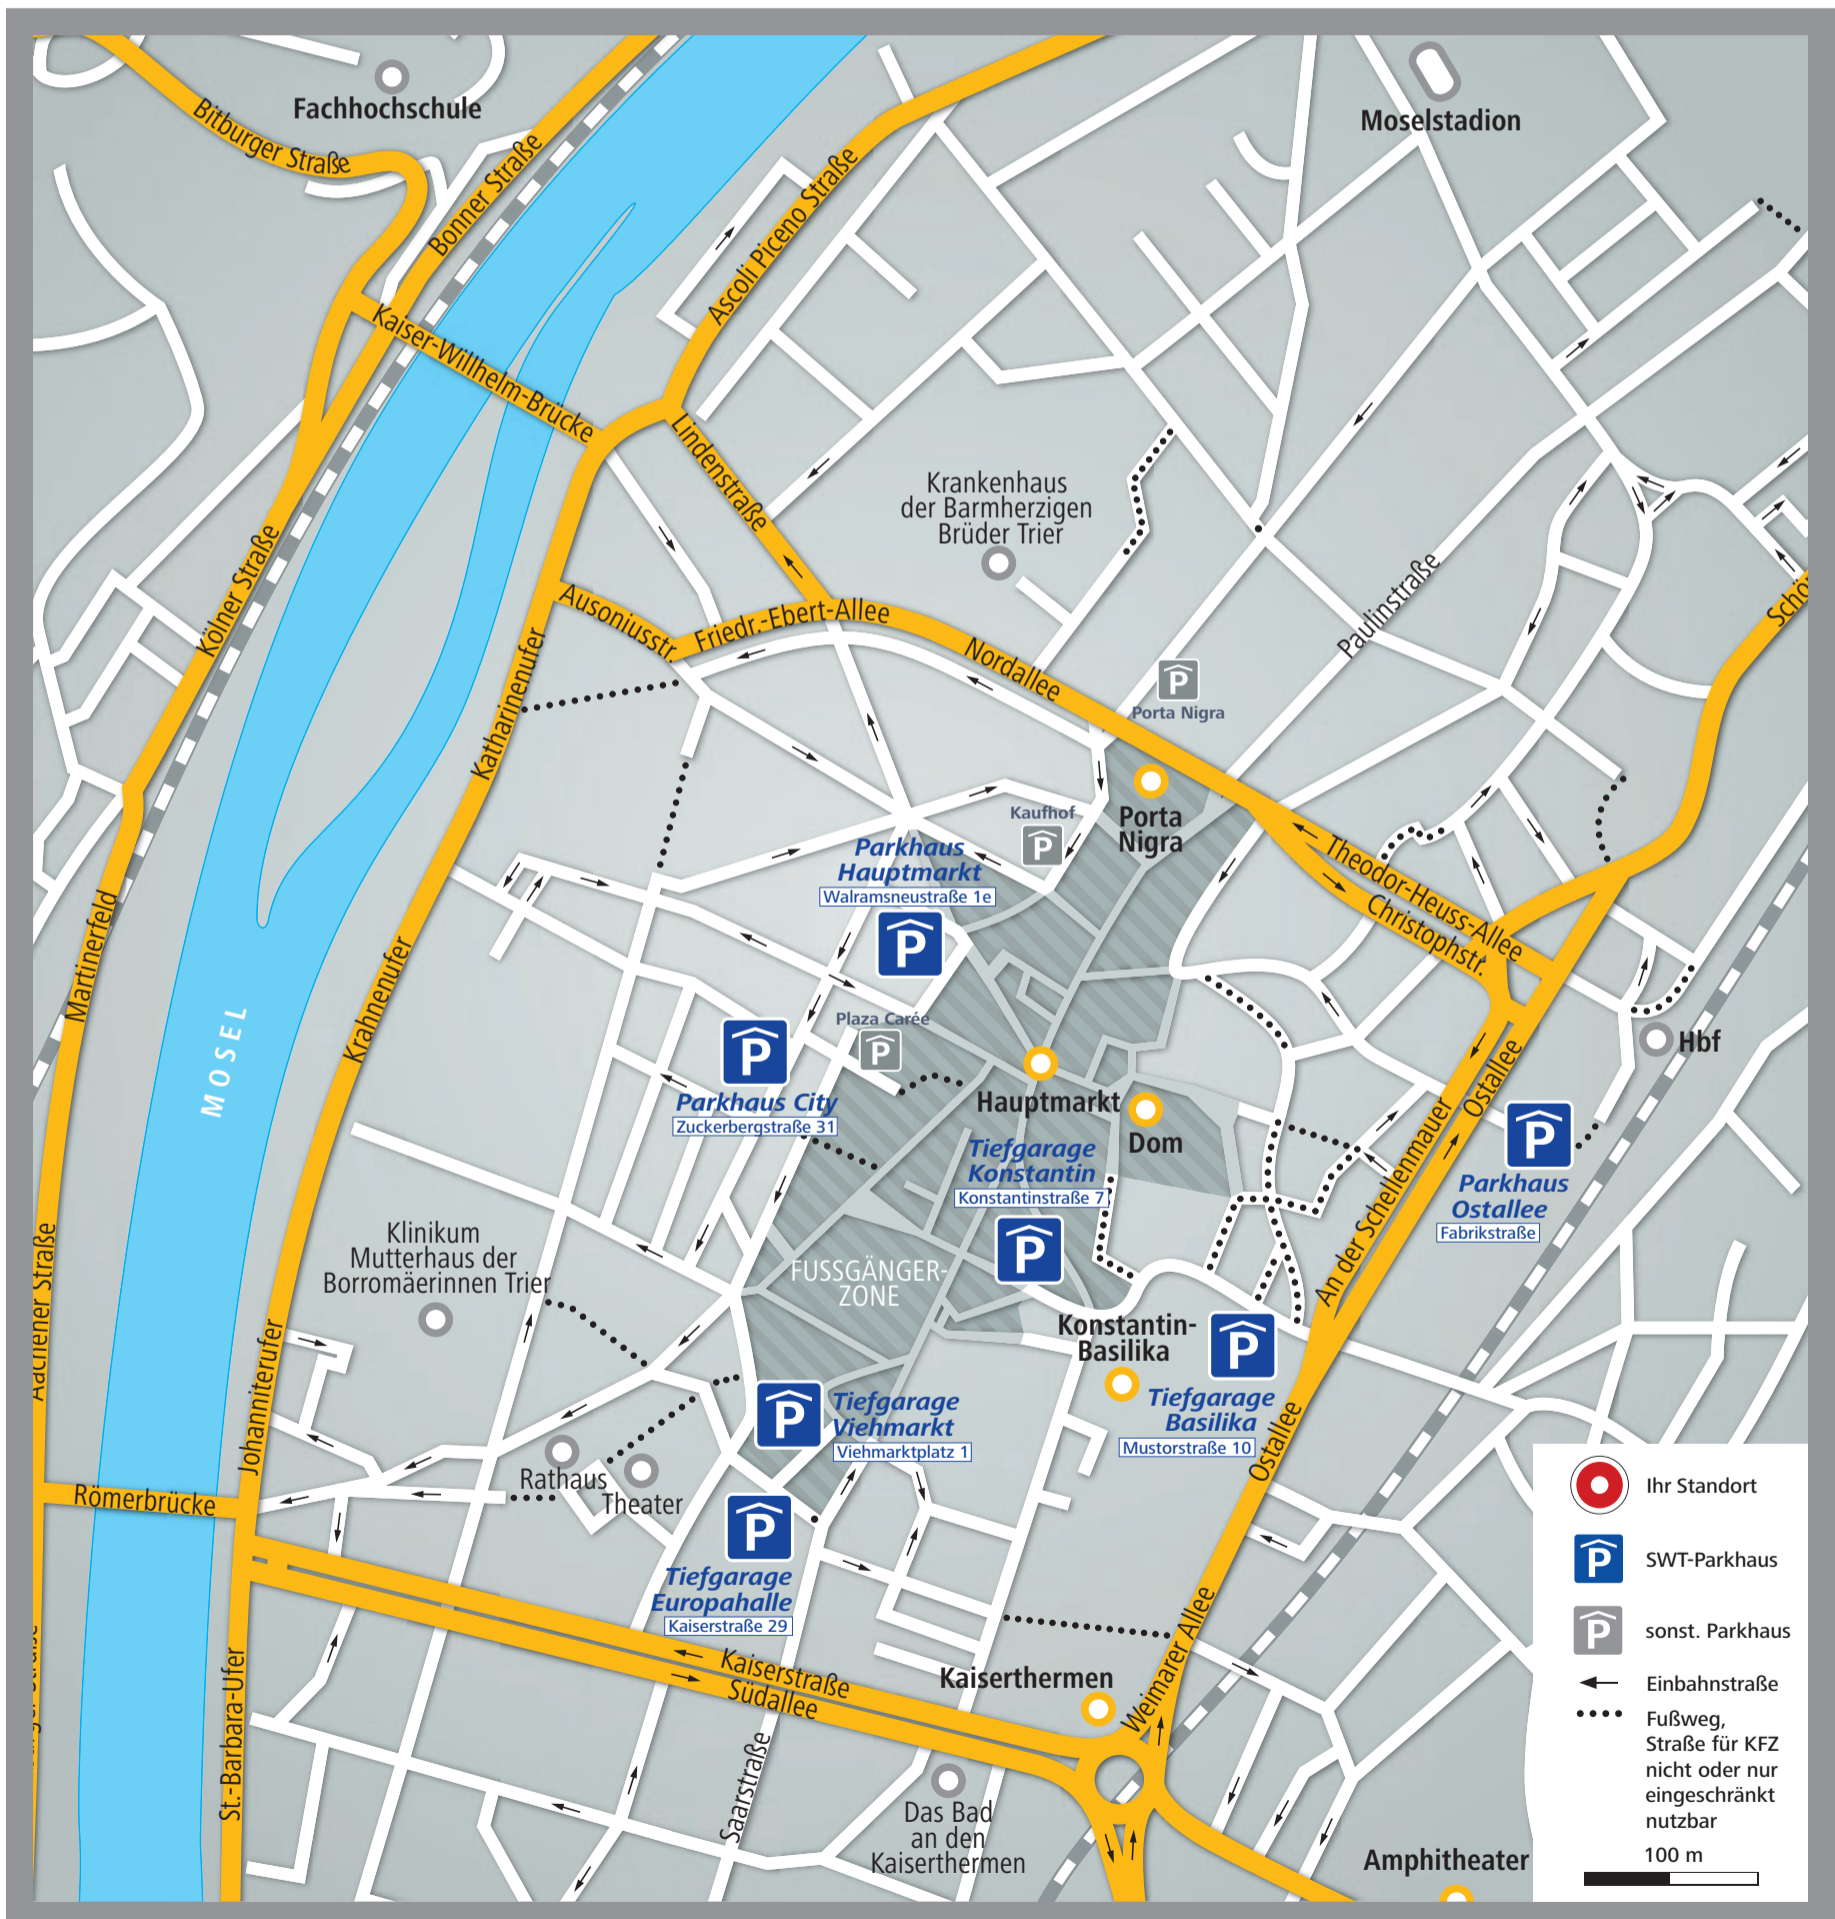 Fachhochschule
Moselstadion
Bitburger Straße
Bonner Straße
Ascoli Piceno Straße
Kaiser-Willhelm-Brücke
Lindenstraße
Krankenhaus
der Barmherzigen
Brüder Trier
Kölner Straße
Ausoniusstr.
Friedr.-Ebert-Allee
Nordallee
Paulinstraße
Katharinenufer
P
Porta Nigra
Porta
Nigra
Kaufhof
P
Parkhaus
Hauptmarkt
Walramsneustraße 1e
P
Theodor-Heuss-Allee
Christophstr.
Martinerfeld
Krahnenufer
MOSEL
Plaza Carée
P
P
Parkhaus City
Zuckerbergstraße 31
Hauptmarkt
Dom
Hbf
Ostallee
P
Parkhaus
Ostallee
Fabrikstraße
An der Schellenmauer
Tiefgarage
Konstantin
Konstantinstraße 7
P
Klinikum
Mutterhaus der
Borromäerinnen Trier
FUSSGÄNGER-
ZONE
Aachener Straße
Johanniterufer
Konstantin-
Basilika
P
Tiefgarage
Basilika
Mustorstraße 10
Ostallee
P
Tiefgarage
Viehmarkt
Viehmarktplatz 1
Rathaus
Theater
Römerbrücke
P
Tiefgarage
Europahalle
Kaiserstraße 29
Kaiserstraße
Südallee
Kaiserthermen
Weimarer Allee
St.-Barbara-Ufer
Saarstraße
Das Bad
an den
Kaiserthermen
Amphitheater
Ihr Standort
P
SWT-Parkhaus
P
sonst. Parkhaus
Einbahnstraße
Fußweg,
Straße für KFZ
nicht oder nur
eingeschränkt
nutzbar
100 m